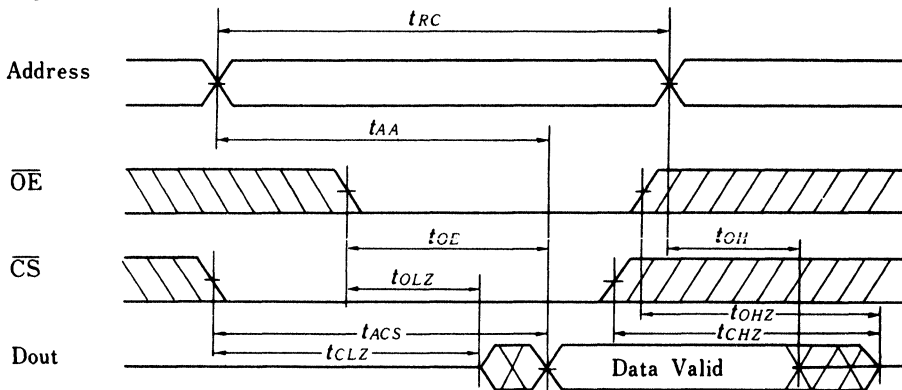 tRC
Address
tAA
OE
tOE
tOH
CS
tOLZ
tOHZ
tACS
tCHZ
tCLZ
Dout
Data Valid